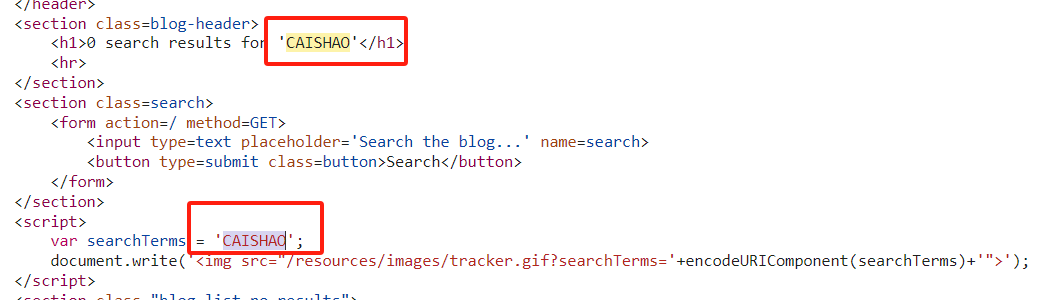 </header>
<section class=blog-header>
<h1>0 search results for 'CAISHAO'</h1>
<hr>
</section>
<section class=search>
<form action=/ method=GET>
<input type=text placeholder='Search the blog...' name=search>
<button type=submit class=button>Search</button>
</form>
</section>
<script>
var searchTerms = 'CAISHAO';
document.write('<img src="/resources/images/tracker.gif?searchTerms='+encodeURIComponent(searchTerms)+'">');
</script>
<section class="blog-list no-results">